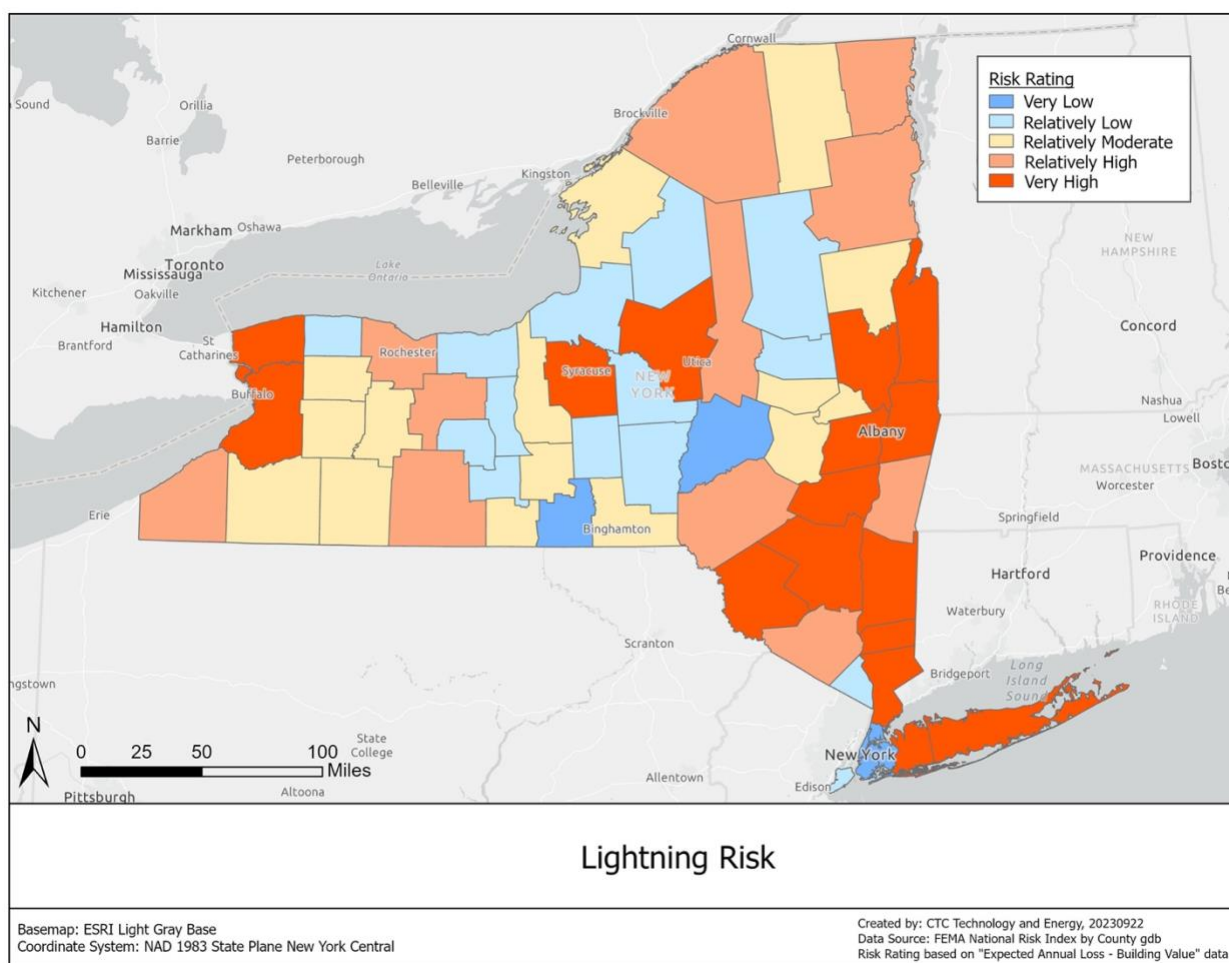 Cornwall
Sound
Orillia
Brockville
Barrie
Peterborough
Kingston
Belleville
Markham
Oshawa
Toronto
Mississauga
Lake
Ontario
Kitchener
Oakville
Hamilton
Brantford
St
Catharines
Rochester
Buffalo
Syracuse
Utica
NEW
YORK
Albany
Erie
Binghamton
NEW
HAMPSHIRE
Concord
Nashua
Lowell
MASSACHUSETTS
Worcester
Springfield
Providence
Hartford
Waterbury
RHODE
ISLAND
Scranton
Bridgeport
Long
Island
Sound
ngstown
State
College
New York
Allentown
Edison
Altoona
Pittsburgh
Bosto
Be
Risk Rating
Very Low
Relatively Low
Relatively Moderate
Relatively High
Very High
N
0 25 50 100
Miles
Lightning Risk
Basemap: ESRI Light Gray Base
Coordinate System: NAD 1983 State Plane New York Central
Created by: CTC Technology and Energy, 20230922
Data Source: FEMA National Risk Index by County gdb
Risk Rating based on "Expected Annual Loss - Building Value" data